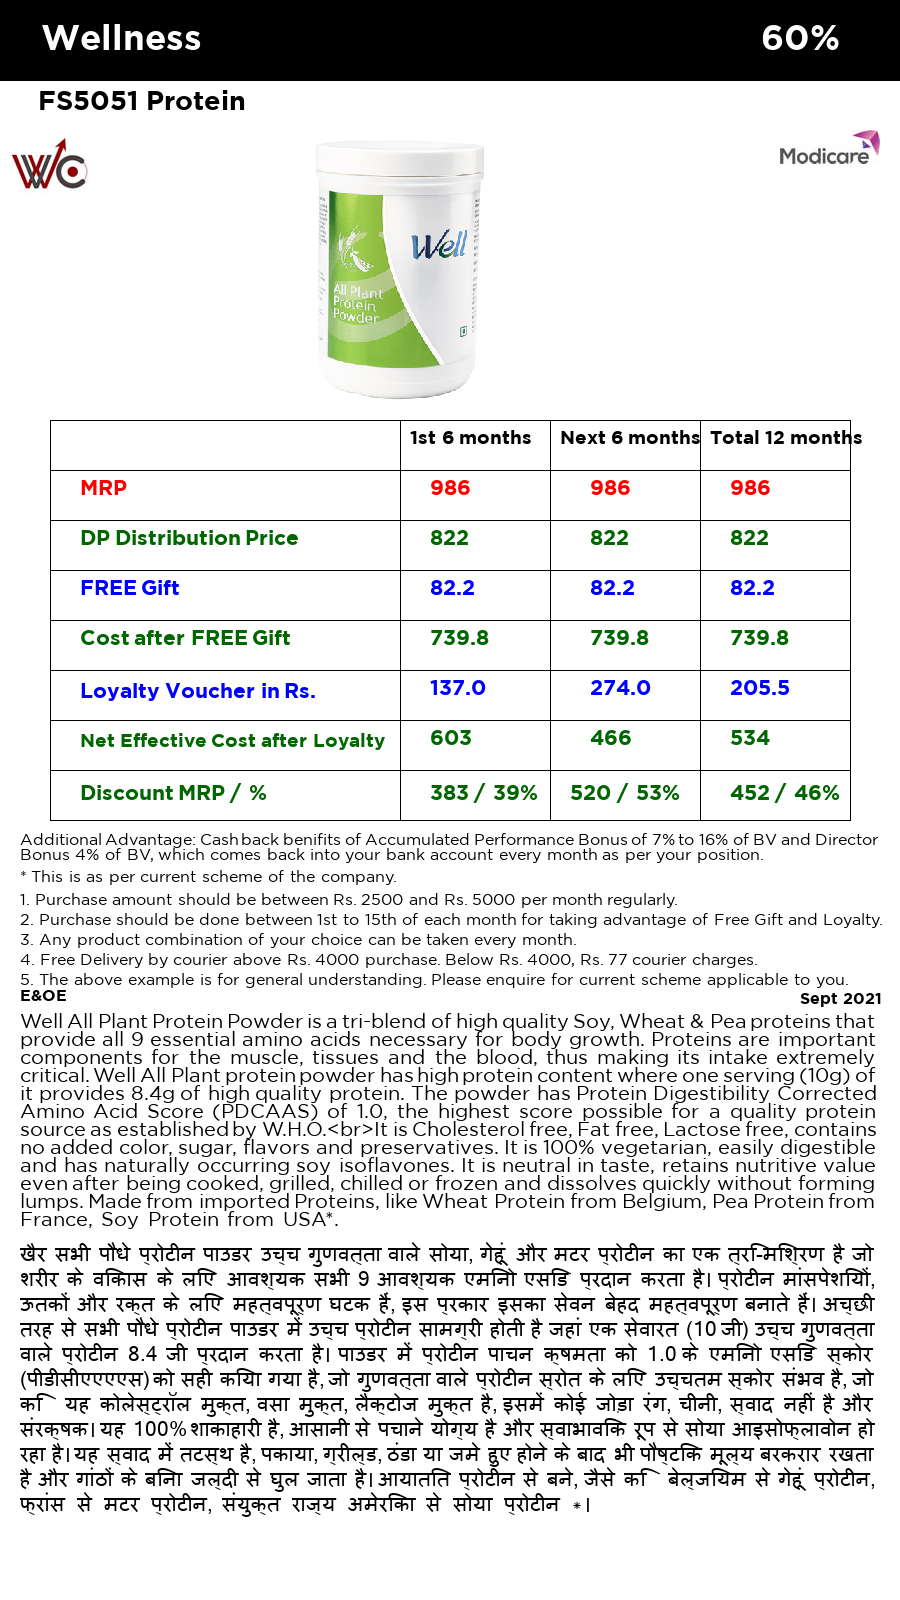 Wellness 60%
FS5051 Protein
WC
Modicare
Well
All Plant
Protein
Powder
1st 6 months Next 6 months Total 12 months
MRP 986 986 986
DP Distribution Price 822 822 822
FREE Gift 82.2 82.2 82.2
Cost after FREE Gift 739.8 739.8 739.8
Loyalty Voucher in Rs. 137.0 274.0 205.5
Net Effective Cost after Loyalty 603 466 534
Discount MRP / % 383 / 39% 520 / 53% 452 / 46%
Additional Advantage: Cashback benifits of Accumulated Performance Bonus of 7% to 16% of BV and Director
Bonus 4% of BV, which comes back into your bank account every month as per your position.
* This is as per current scheme of the company.
1. Purchase amount should be between Rs. 2500 and Rs. 5000 per month regularly.
2. Purchase should be done between 1st to 15th of each month for taking advantage of Free Gift and Loyalty.
3. Any product combination of your choice can be taken every month.
4. Free Delivery by courier above Rs. 4000 purchase. Below Rs. 4000, Rs. 77 courier charges.
5. The above example is for general understanding. Please enquire for current scheme applicable to you.
E&OE Sept 2021
Well All Plant Protein Powder is a tri-blend of high quality Soy, Wheat & Pea proteins that
provide all 9 essential amino acids necessary for body growth. Proteins are important
components for the muscle, tissues and the blood, thus making its intake extremely
critical. Well All Plant protein powder has high protein content where one serving (10g) of
it provides 8.4g of high quality protein. The powder has Protein Digestibility Corrected
Amino Acid Score (PDCAAS) of 1.0, the highest score possible for a quality protein
source as established by W.H.O.<br>It is Cholesterol free, Fat free, Lactose free, contains
no added color, sugar, flavors and preservatives. It is 100% vegetarian, easily digestible
and has naturally occurring soy isoflavones. It is neutral in taste, retains nutritive value
even after being cooked, grilled, chilled or frozen and dissolves quickly without forming
lumps. Made from imported Proteins, like Wheat Protein from Belgium, Pea Protein from
France, Soy Protein from USA*.
खैर सभी पौधे प्रोटीन पाउडर उच्च गुणवत्ता वाले सोया, गेहूं और मटर प्रोटीन का एक त्रि-मिश्रण है जो
शरीर के विकास के लिए आवश्यक सभी 9 आवश्यक एमिनो एसिड प्रदान करता है। प्रोटीन मांसपेशियों,
ऊतकों और रक्त के लिए महत्वपूर्ण घटक हैं, इस प्रकार इसका सेवन बेहद महत्वपूर्ण बनाते हैं। अच्छी
तरह से सभी पौधे प्रोटीन पाउडर में उच्च प्रोटीन सामग्री होती है जहां एक सेवारत (10 जी) उच्च गुणवत्ता
वाले प्रोटीन 8.4 जी प्रदान करता है। पाउडर में प्रोटीन पाचन क्षमता को 1.0 के एमिनो एसिड स्कोर
(पीडीसीएएएएस) को सही किया गया है, जो गुणवत्ता वाले प्रोटीन स्रोत के लिए उच्चतम स्कोर संभव है, जो
कि यह कोलेस्ट्रॉल मुक्त, वसा मुक्त, लैक्टोज मुक्त है, इसमें कोई जोड़ा रंग, चीनी, स्वाद नहीं है और
संरक्षक। यह 100% शाकाहारी है, आसानी से पचाने योग्य है और स्वाभाविक रूप से सोया आइसोफ्लावोन हो
रहा है। यह स्वाद में तटस्थ है, पकाया, ग्रील्ड, ठंडा या जमे हुए होने के बाद भी पौष्टिक मूल्य बरकरार रखता
है और गांठों के बिना जल्दी से घुल जाता है। आयातित प्रोटीन से बने, जैसे कि बेल्जियम से गेहूं प्रोटीन,
फ्रांस से मटर प्रोटीन, संयुक्त राज्य अमेरिका से सोया प्रोटीन *।